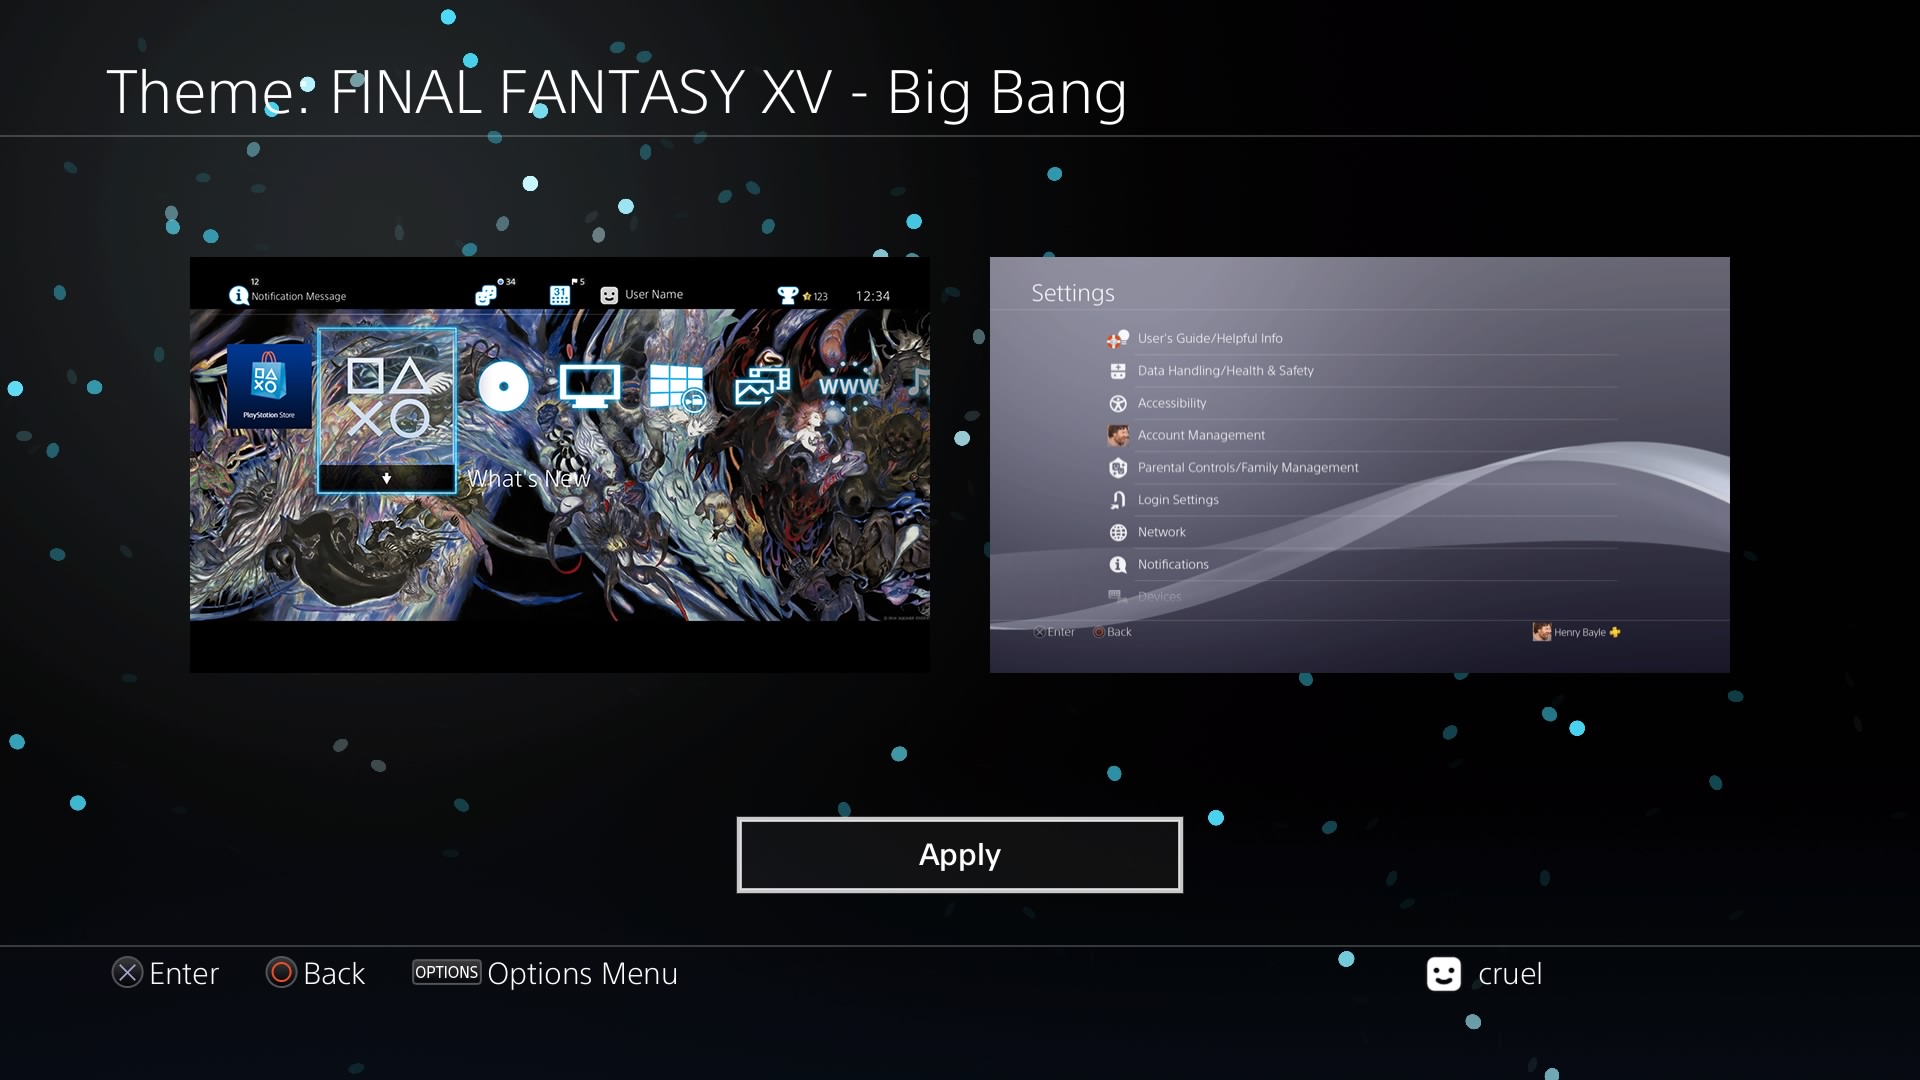 Theme: FINAL FANTASY XV - Big Bang
12
Notification Message
34
31
5
User Name
123
12:34
PlayStation Store
WWW
What's New
Settings
User's Guide/Helpful Info
Data Handling/Health & Safety
Accessibility
Account Management
Parental Controls/Family Management
Login Settings
Network
Notifications
Devices
Enter
Back
Henry Bayle
Apply
Enter
Back
OPTIONS
Options Menu
cruel